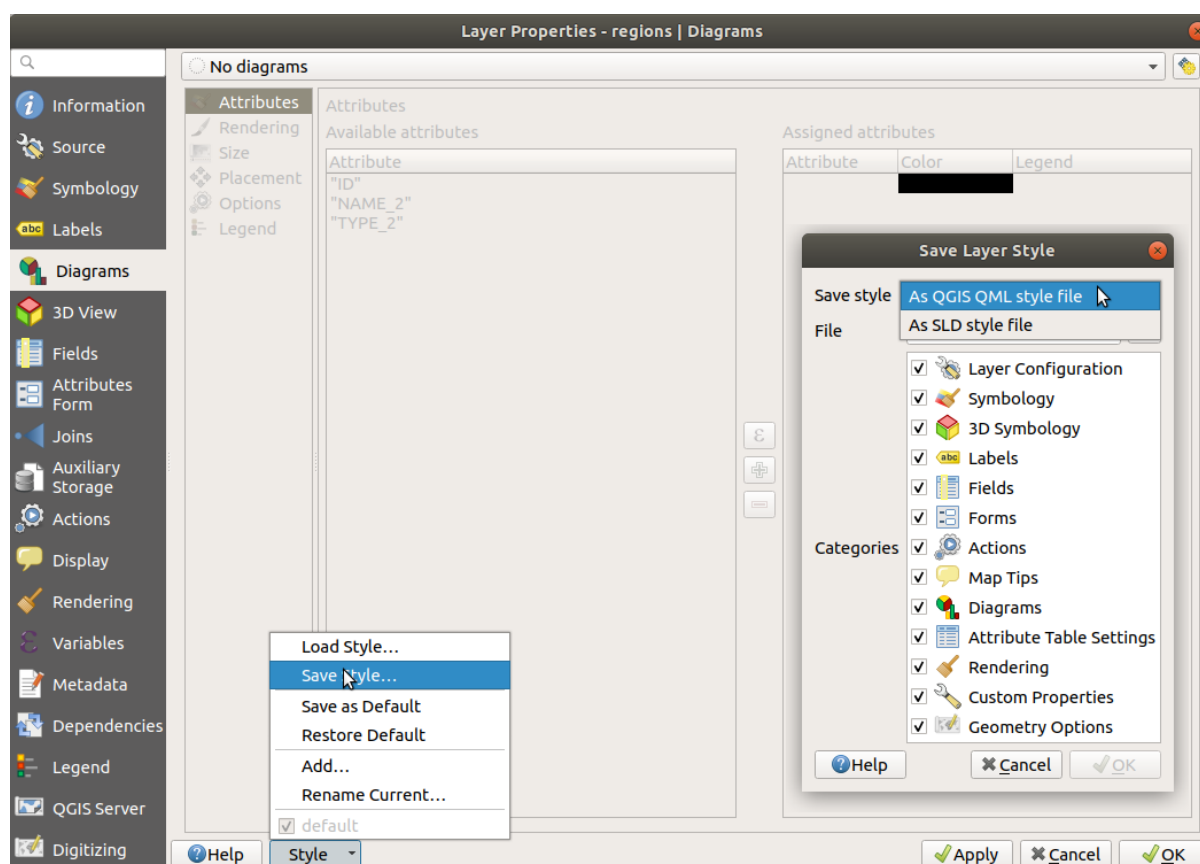 Layer Properties - regions | Diagrams
No diagrams
Information
Source
Symbology
abc Labels
Diagrams
3D View
Fields
Attributes
Form
Joins
Auxiliary
Storage
Actions
Display
Rendering
Variables
Metadata
Dependencies
Legend
QGIS Server
Digitizing
Attributes
Rendering
Size
Placement
Options
Legend
Attributes
Available attributes
Attribute
"ID"
"NAME_2"
"TYPE_2"
Assigned attributes
Attribute Color Legend
ε
Save Layer Style
Save style As QGIS QML style file
As SLD style file
File
Categories
Layer Configuration
Symbology
3D Symbology
abc Labels
Fields
Forms
Actions
Map Tips
Diagrams
Attribute Table Settings
Rendering
Custom Properties
Geometry Options
Help Cancel OK
Load Style...
Save Style...
Save as Default
Restore Default
Add...
Rename Current...
default
Help Style Apply Cancel OK